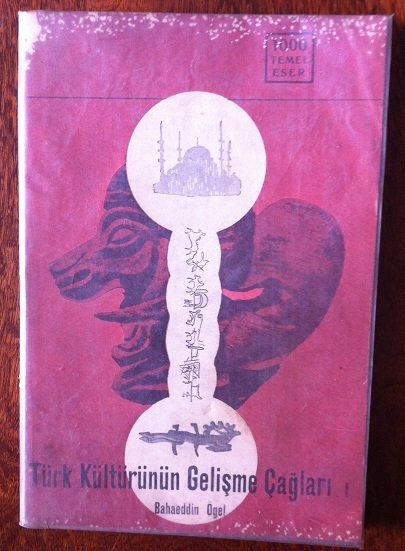 1000
TEMEL
ESER
Türk Kültürünün Gelişme Çağları I
Bahaeddin Ögel